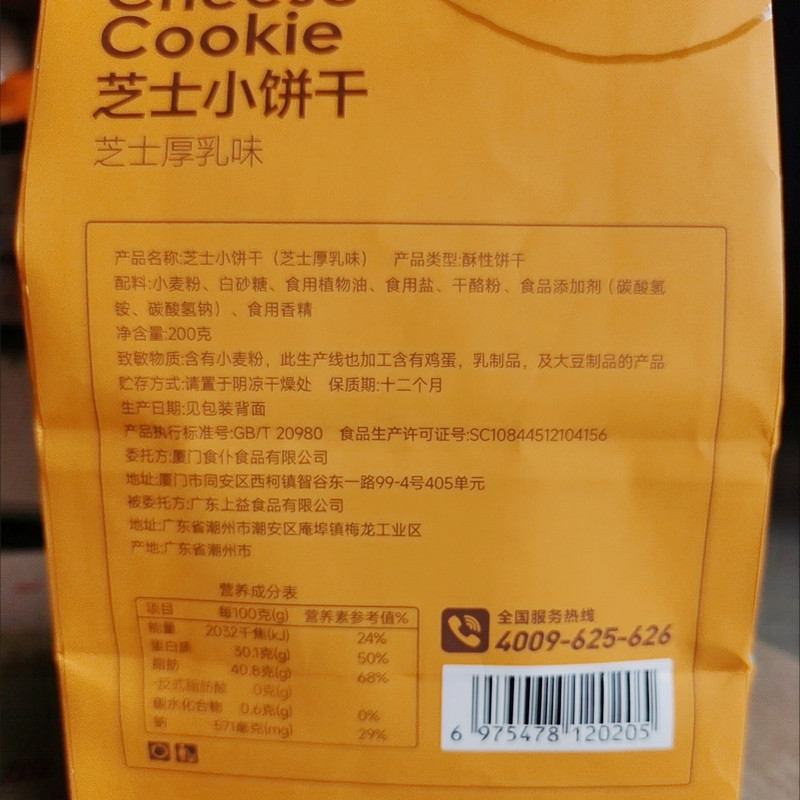 Cheese
Cookie
芝士小饼干
芝士厚乳味
产品名称:芝士小饼干（芝士厚乳味） 产品类型:酥性饼干
配料:小麦粉、白砂糖、食用植物油、食用盐、干酪粉、食品添加剂（碳酸氢
铵、碳酸氢钠）、食用香精
净含量:200克
致敏物质:含有小麦粉，此生产线也加工含有鸡蛋，乳制品，及大豆制品的产品
贮存方式:请置于阴凉干燥处 保质期:十二个月
生产日期:见包装背面
产品执行标准号:GB/T 20980 食品生产许可证号:SC10844512104156
委托方:厦门食仆食品有限公司
地址:厦门市同安区西柯镇智谷东一路99-4号405单元
被委托方:广东上益食品有限公司
地址:广东省潮州市潮安区庵埠镇梅龙工业区
产地:广东省潮州市
营养成分表
项目 每100克(g) 营养素参考值%
能量 2032千焦(kJ) 24%
蛋白质 30.1克(g) 50%
脂肪 40.8克(g) 68%
-反式脂肪酸 0克(g)
碳水化合物 0.6克(g) 0%
钠 571毫克(mg) 29%
全国服务热线
4009-625-626
6 975478 120205